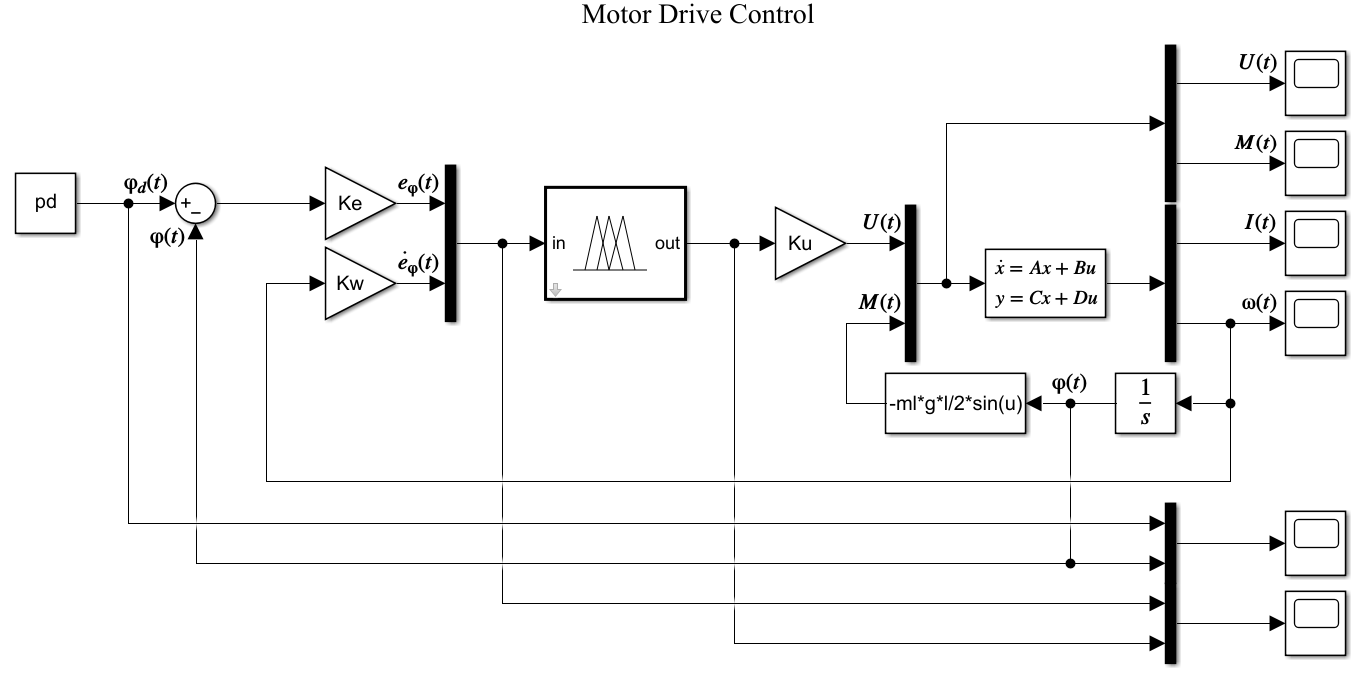 Motor Drive Control
U(t)
M(t)
pd
φd(t)
+
−
φ(t)
Ke
eφ(t)
Kw
ėφ(t)
in
out
Ku
U(t)
M(t)
ẋ = Ax + Bu
y = Cx + Du
I(t)
ω(t)
-ml*g*l/2*sin(u)
φ(t)
1
s